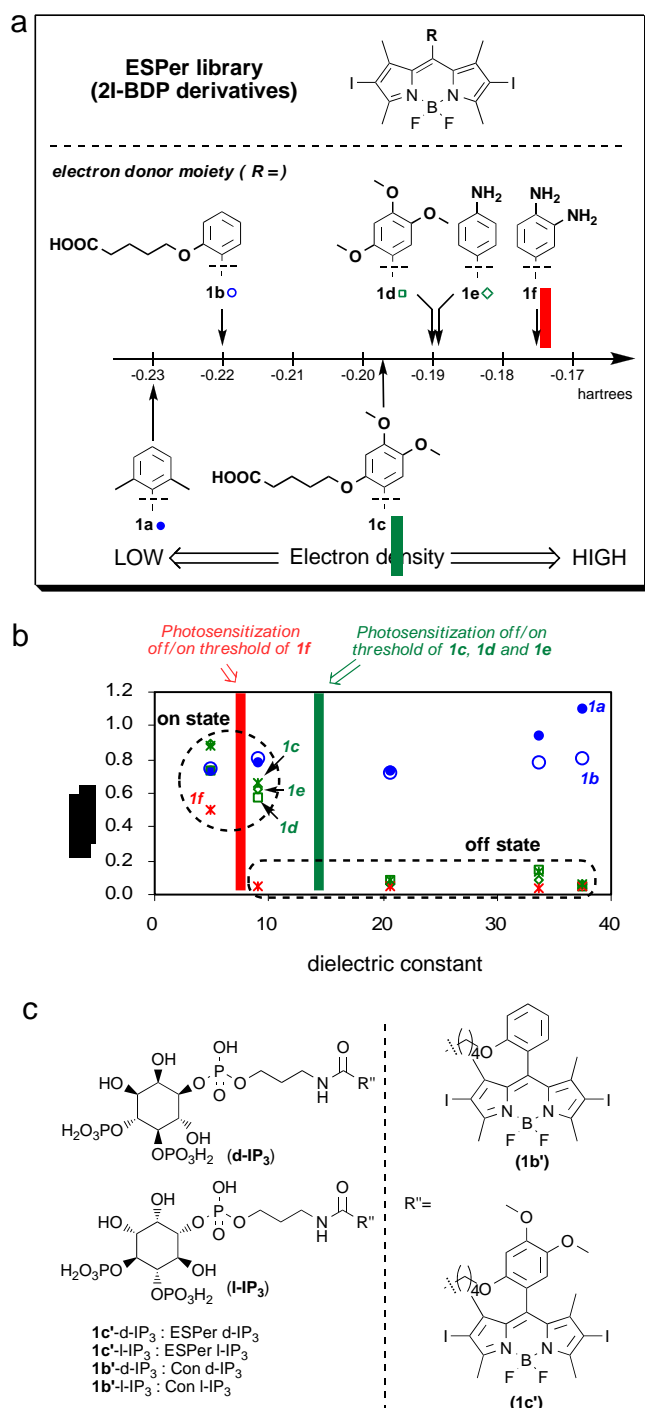 a
ESPer library
(2I-BDP derivatives)
R
I
I
N
N
B
F
F
electron donor moiety ( R =)
HOOC
O
1b
O
O
O
1d
NH2
1e
NH2
NH2
1f
-0.23 -0.22 -0.21 -0.20 -0.19 -0.18 -0.17
hartrees
1a
HOOC
O
O
O
1c
LOW Electron density HIGH
b
Photosensitization
off/on threshold of 1f
Photosensitization off/on
threshold of 1c, 1d and 1e
1.2
1.0
0.8
0.6
0.4
0.2
0.0
on state
1f
1c
1e
1d
1a
1b
off state
0 10 20 30 40
dielectric constant
c
OH
HO
OH
O
P
O
O
N
H
O
R"
H2O3PO
OH
OPO3H2
(d-IP3)
OH
HO
OH
O
P
O
O
N
H
O
R"
H2O3PO
OH
OPO3H2
(l-IP3)
1c'-d-IP3 : ESPer d-IP3
1c'-l-IP3 : ESPer l-IP3
1b'-d-IP3 : Con d-IP3
1b'-l-IP3 : Con l-IP3
( )4O
I
I
N
N
B
F
F
(1b')
R"=
O
O
( )4O
I
I
N
N
B
F
F
(1c')